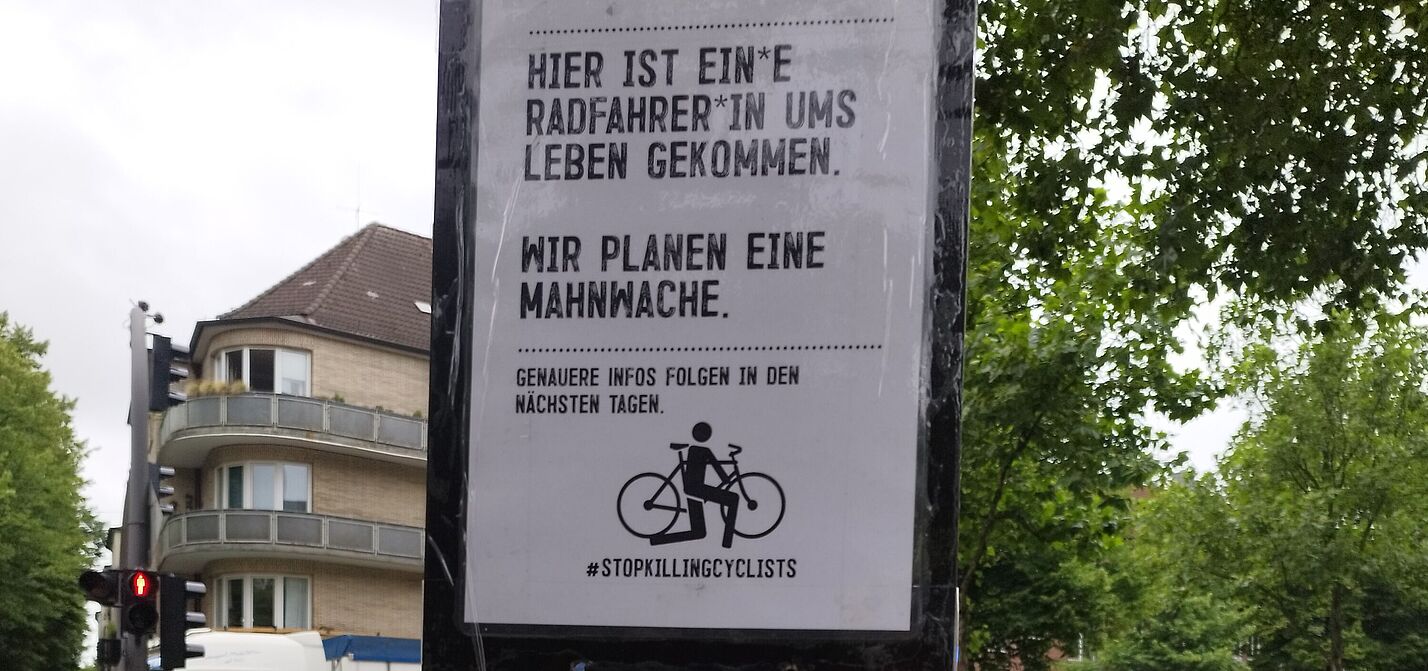 HIER IST EIN*E
RADFAHRER*IN UMS
LEBEN GEKOMMEN.
WIR PLANEN EINE
MAHNWACHE.
GENAUERE INFOS FOLGEN IN DEN
NÄCHSTEN TAGEN.
#STOPKILLINGCYCLISTS